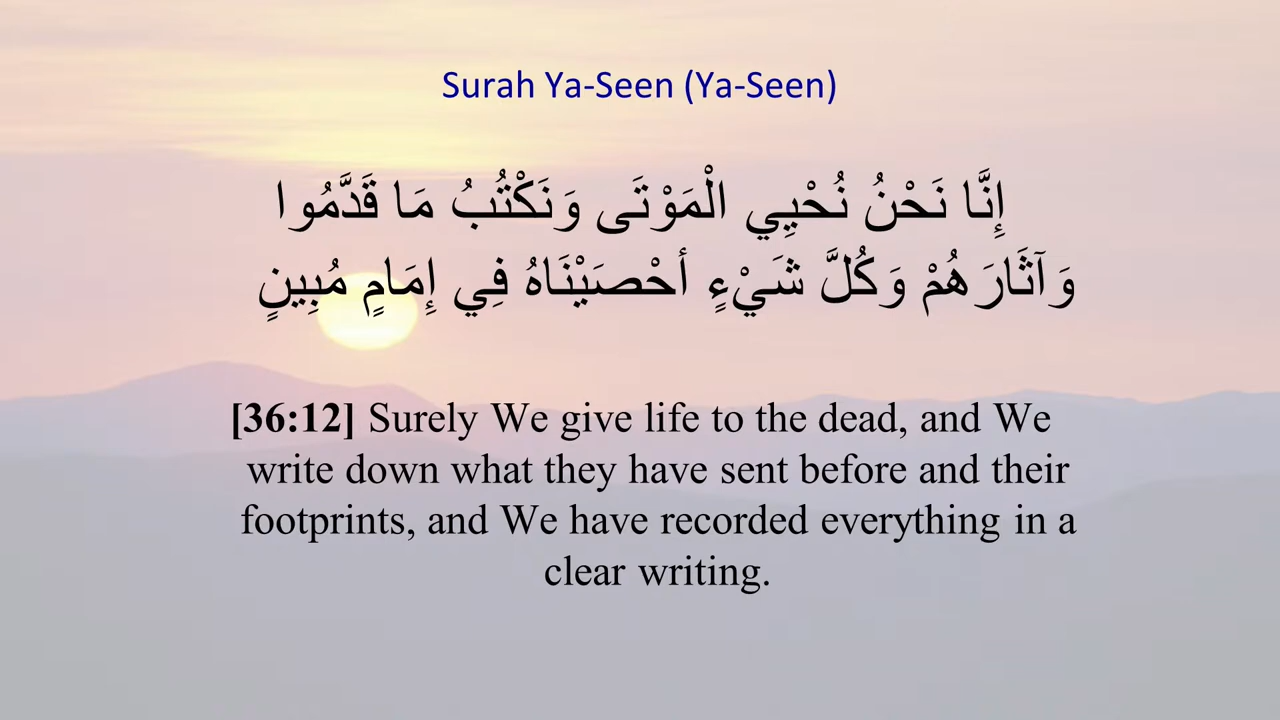 Surah Ya-Seen (Ya-Seen)
إِنَّا نَحْنُ نُحْيِي الْمَوْتَى وَنَكْتُبُ مَا قَدَّمُوا
وَآثَارَهُمْ وَكُلَّ شَيْءٍ أحْصَيْنَاهُ فِي إِمَامٍ مُبِينٍ
[36:12] Surely We give life to the dead, and We
write down what they have sent before and their
footprints, and We have recorded everything in a
clear writing.